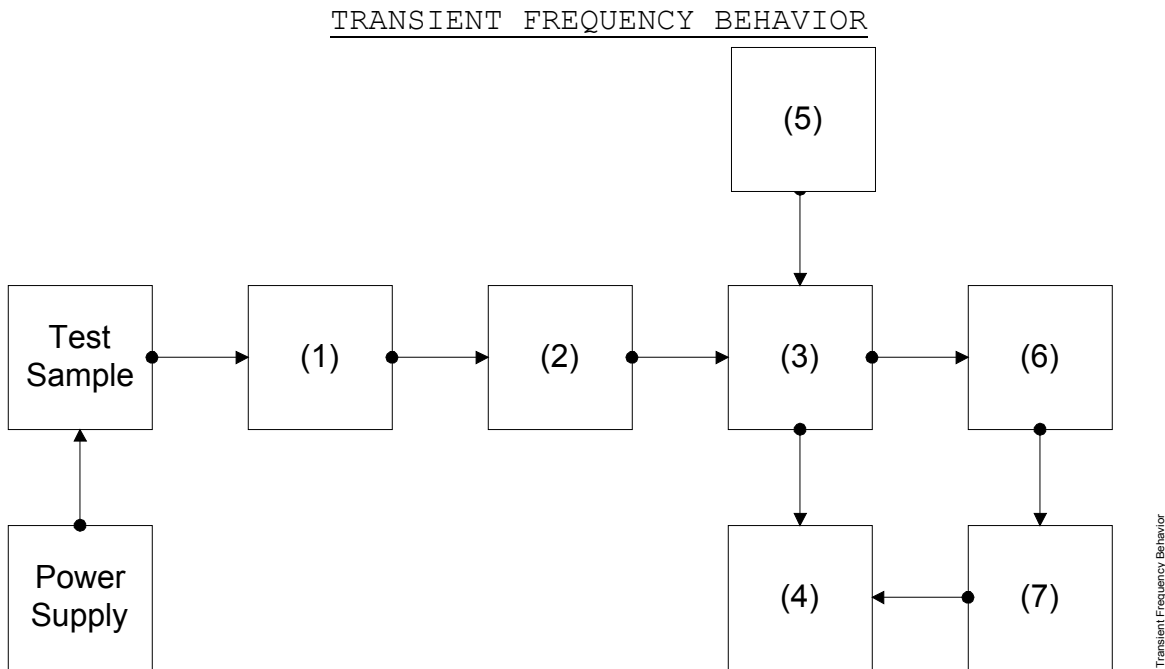 TRANSIENT FREQUENCY BEHAVIOR
(5)
Test
Sample
(1)
(2)
(3)
(6)
Power
Supply
(4)
(7)
Transient Frequency Behavior